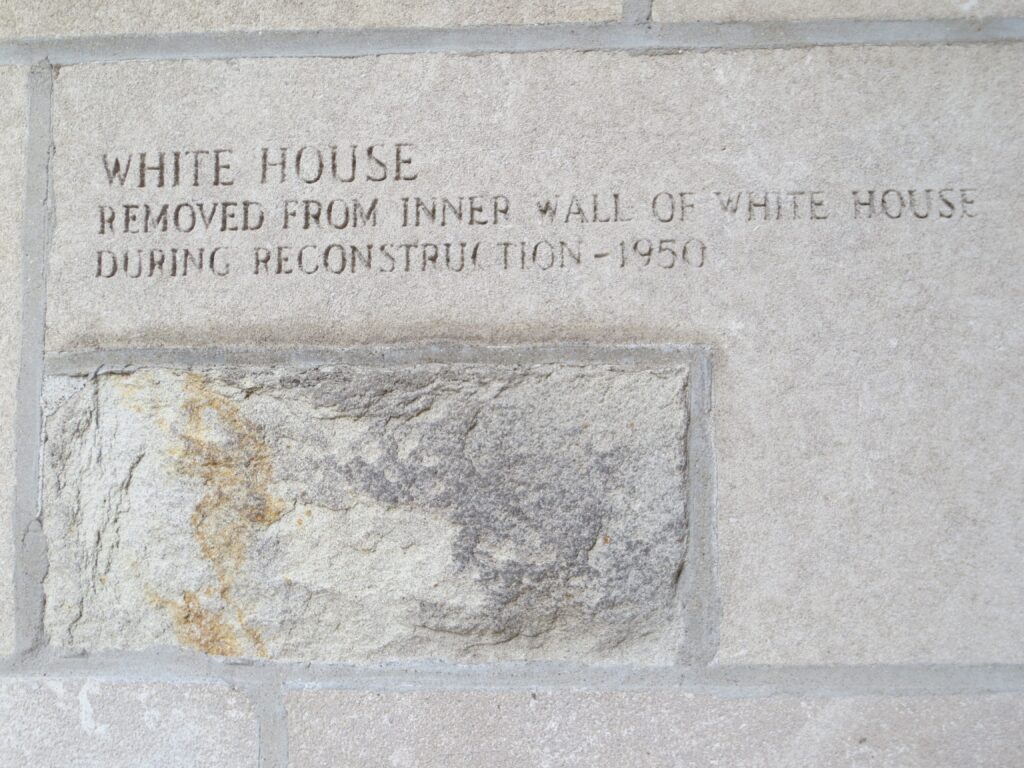 WHITE HOUSE
REMOVED FROM INNER WALL OF WHITE HOUSE
DURING RECONSTRUCTION-1950